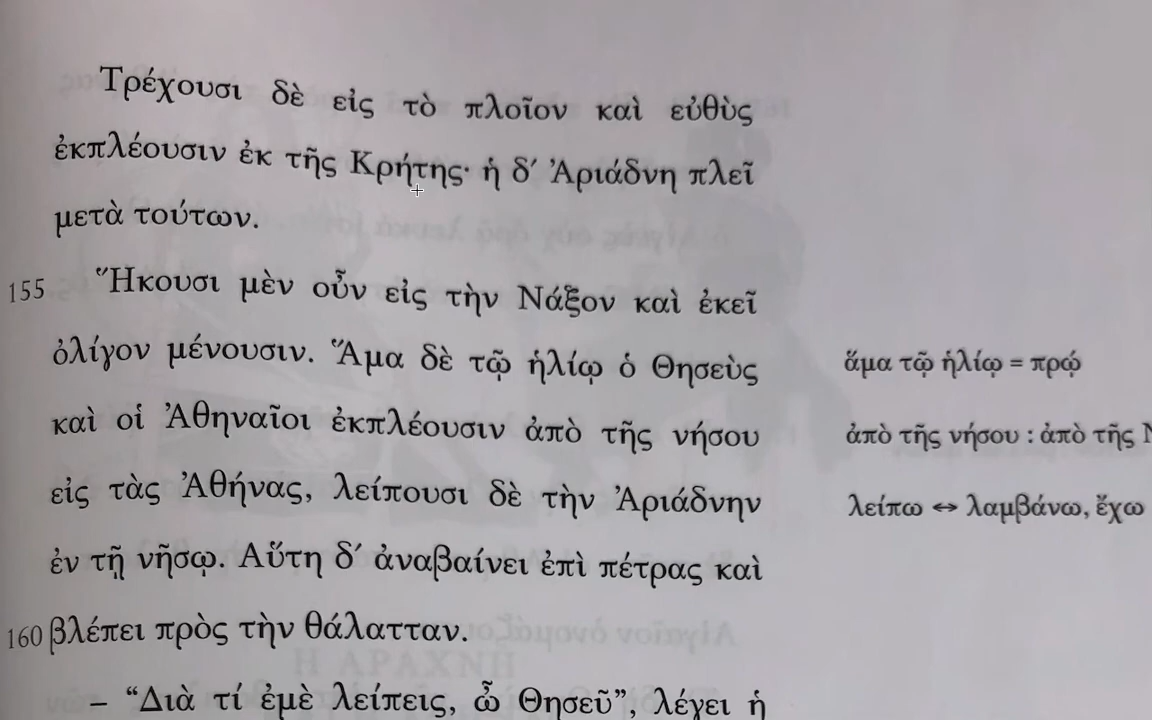 Τρέχουσι δὲ εἰς τὸ πλοῖον καὶ εὐθὺς
ἐκπλέουσιν ἐκ τῆς Κρήτης· ἡ δ’ Ἀριάδνη πλεῖ
μετὰ τούτων.
155 Ἥκουσι μὲν οὖν εἰς τὴν Νάξον καὶ ἐκεῖ
ὀλίγον μένουσιν. Ἅμα δὲ τῷ ἡλίῳ ὁ Θησεὺς
ἅμα τῷ ἡλίῳ = πρῴ
καὶ οἱ Ἀθηναῖοι ἐκπλέουσιν ἀπὸ τῆς νήσου
ἀπὸ τῆς νήσου : ἀπὸ τῆς Ν
εἰς τὰς Ἀθήνας, λείπουσι δὲ τὴν Ἀριάδνην
λείπω ↔ λαμβάνω, ἔχω
ἐν τῇ νῆσῳ. Αὕτη δ’ ἀναβαίνει ἐπὶ πέτρας καὶ
160 βλέπει πρὸς τὴν θάλατταν.
– “Διὰ τί ἐμὲ λείπεις, ὦ Θησεῦ”, λέγει ἡ